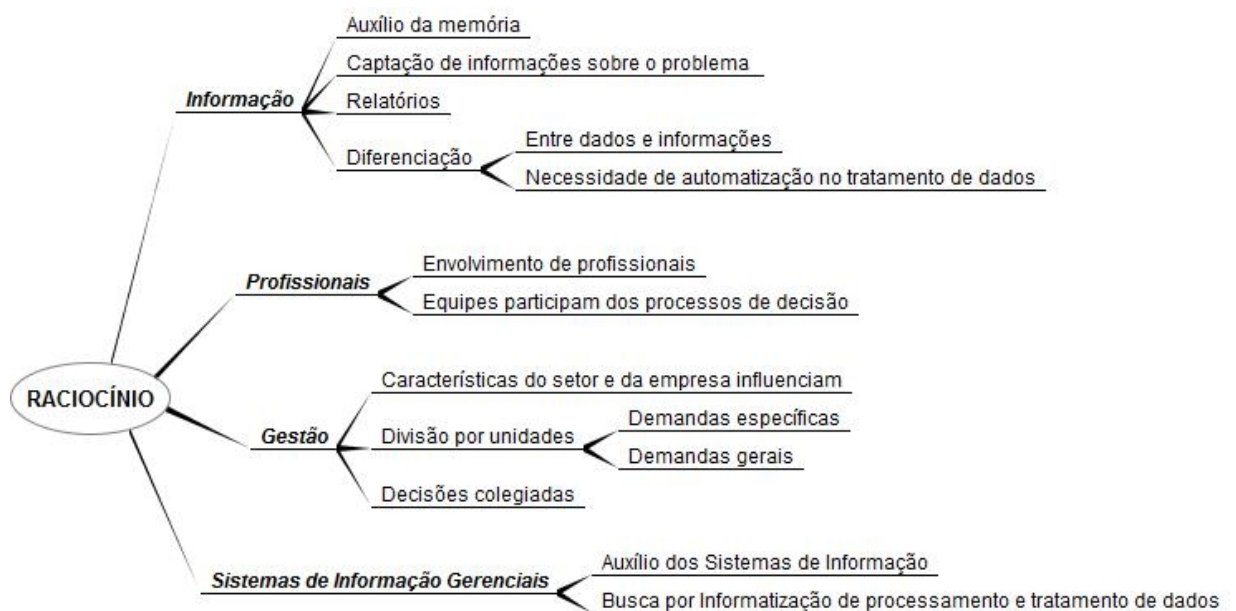 Auxílio da memória
Captação de informações sobre o problema
Informação
Relatórios
Entre dados e informações
Diferenciação
Necessidade de automatização no tratamento de dados
Envolvimento de profissionais
Profissionais
Equipes participam dos processos de decisão
Características do setor e da empresa influenciam
RACIOCÍNIO
Demandas específicas
Gestão
Divisão por unidades
Demandas gerais
Decisões colegiadas
Auxílio dos Sistemas de Informação
Sistemas de Informação Gerenciais
Busca por Informatização de processamento e tratamento de dados